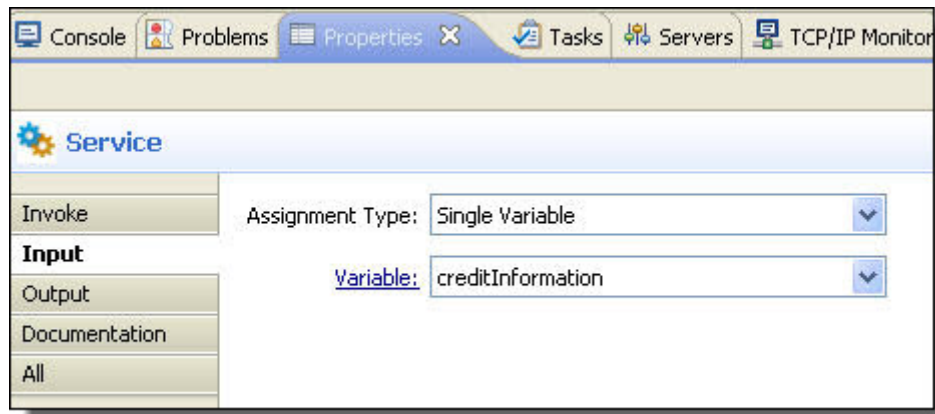 Console Problems Properties Tasks Servers TCP/IP Monitor
Service
Invoke
Assignment Type: Single Variable
Input
Variable: creditInformation
Output
Documentation
All